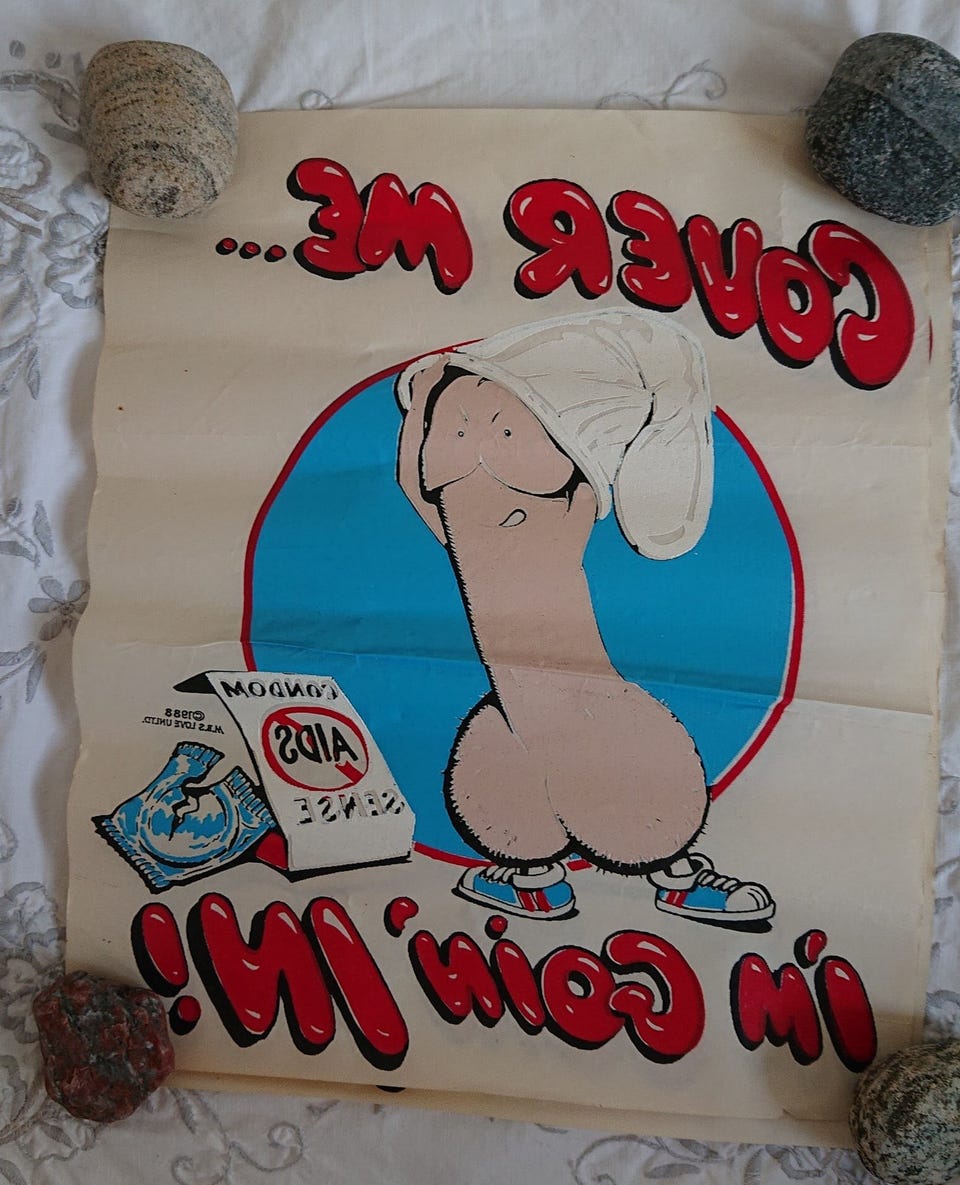 COVER ME...
CONDOM
AIDS
SENSE
©1988
M.B.S LOVE UNLTD.
I'M GOIN' IN!